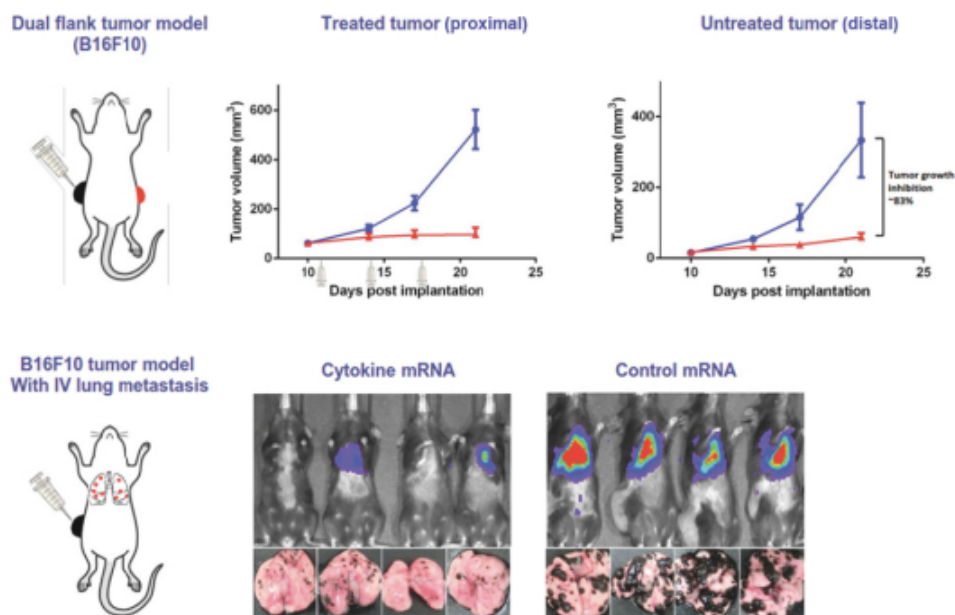 Dual flank tumor model
(B16F10)
Treated tumor (proximal)
Tumor volume (mm³)
600
400
200
0
10
15
20
25
Days post implantation
Untreated tumor (distal)
Tumor volume (mm³)
400
300
200
100
0
10
15
20
25
Days post implantation
Tumor growth
inhibition
~83%
B16F10 tumor model
With IV lung metastasis
Cytokine mRNA
Control mRNA